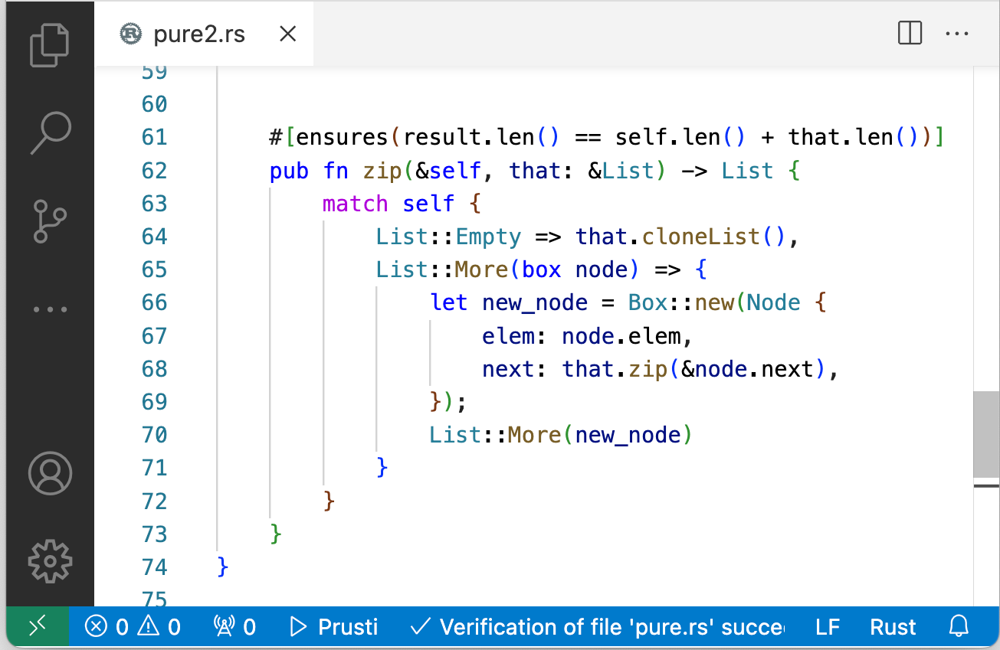 pure2.rs
59
60
61 #[ensures(result.len() == self.len() + that.len())]
62 pub fn zip(&self, that: &List) -> List {
63 match self {
64 List::Empty => that.cloneList(),
65 List::More(box node) => {
66 let new_node = Box::new(Node {
67 elem: node.elem,
68 next: that.zip(&node.next),
69 });
70 List::More(new_node)
71 }
72 }
73 }
74 }
75
0 0 0 Prusti Verification of file 'pure.rs' LF Rust